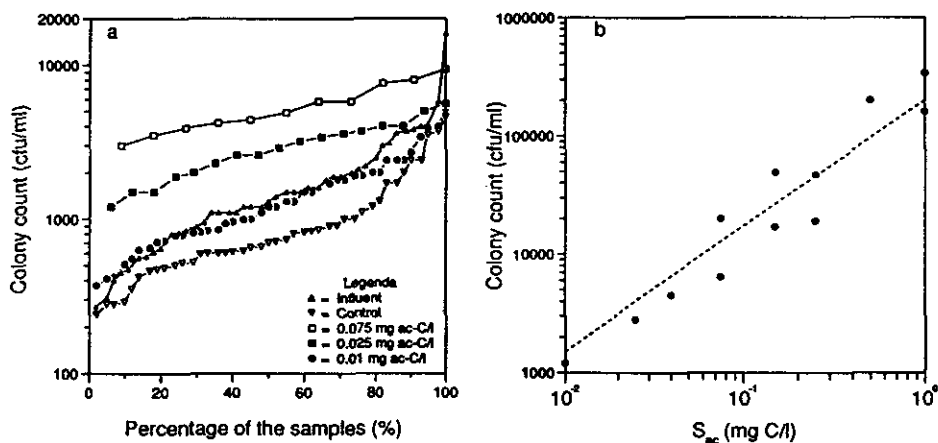 a
Colony count (cfu/ml)
20000
10000
1000
100
0
20
40
60
80
100
Percentage of the samples (%)
Legenda
Influent
Control
0.075 mg ac-C/l
0.025 mg ac-C/l
0.01 mg ac-C/l
b
Colony count (cfu/ml)
1000000
100000
10000
1000
10⁻²
10⁻¹
10⁰
S_ac (mg C/l)